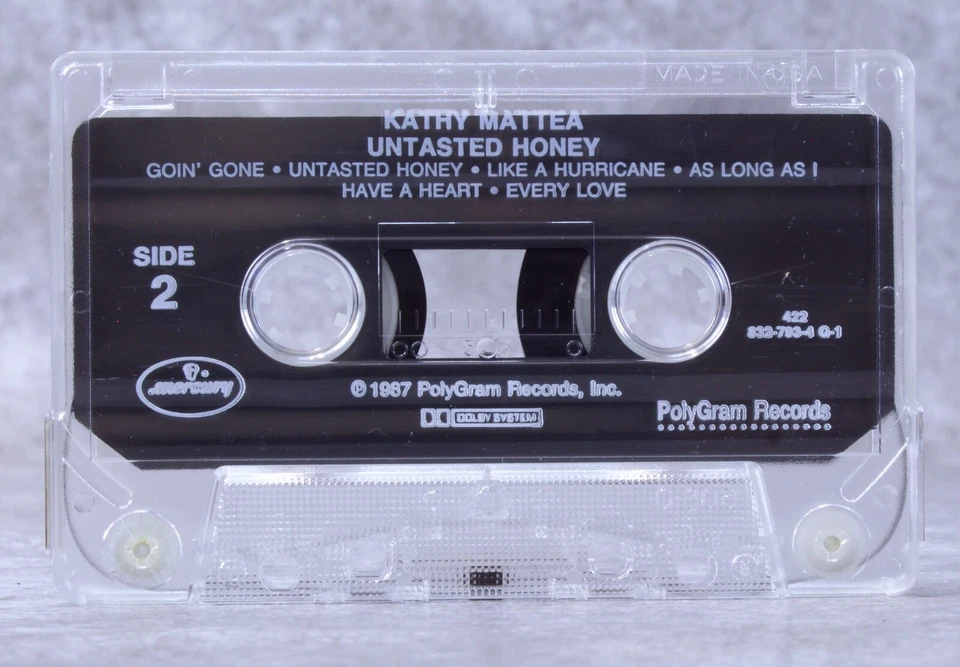 MADE IN USA
KATHY MATTEA
UNTASTED HONEY
GOIN' GONE • UNTASTED HONEY • LIKE A HURRICANE • AS LONG AS I
HAVE A HEART • EVERY LOVE
SIDE
2
422
832-793-4 Q-1
mercury
℗ 1987 PolyGram Records, Inc.
DOLBY SYSTEM
PolyGram Records